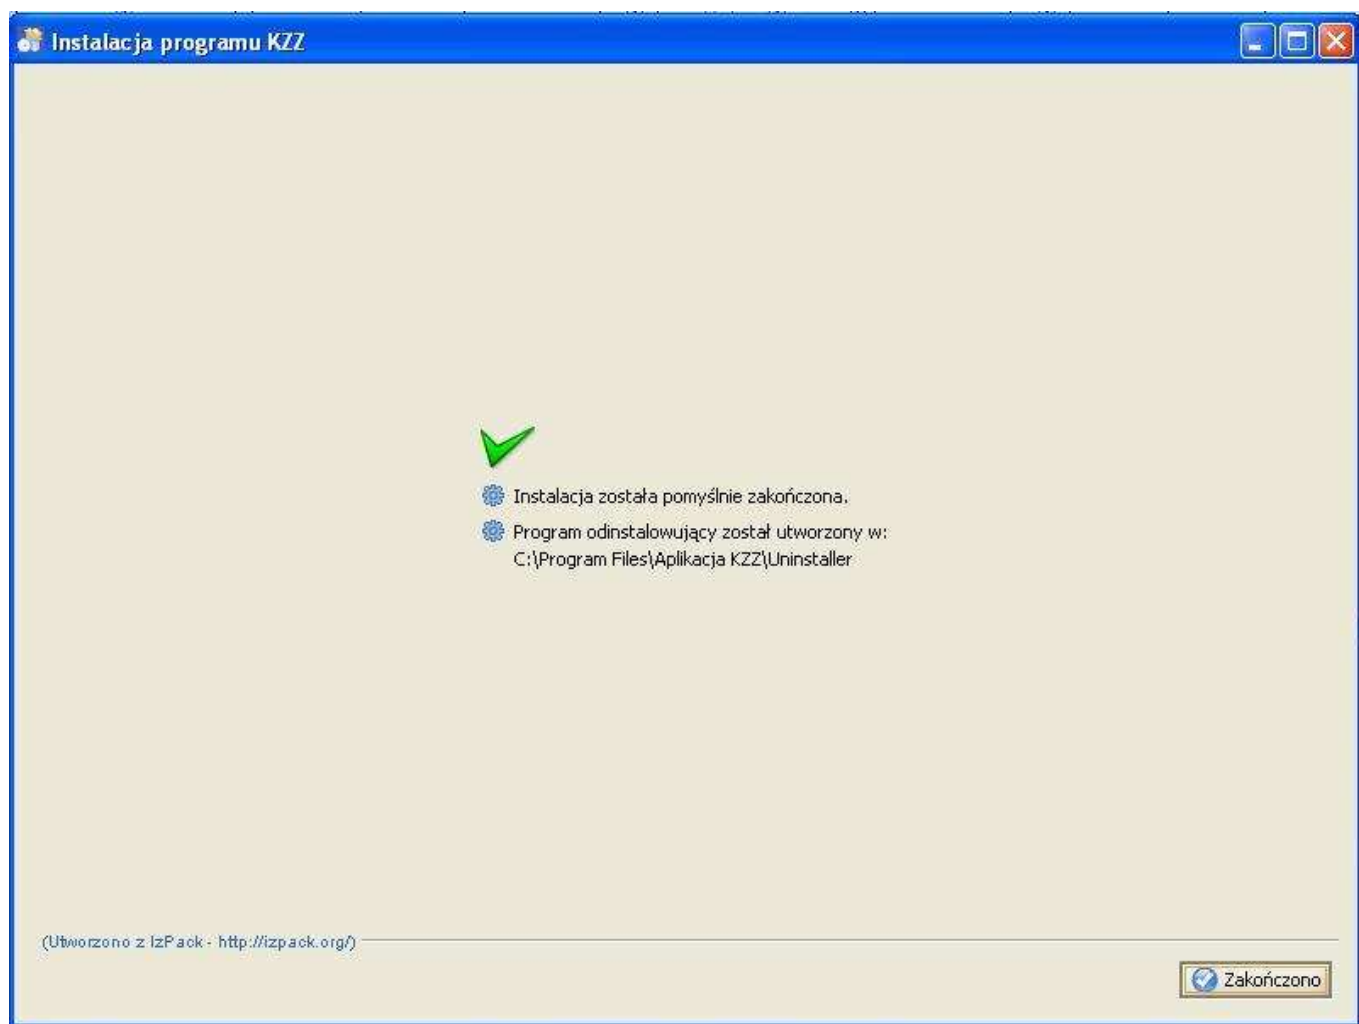 Instalacja programu KZZ
Instalacja została pomyślnie zakończona.
Program odinstalowujący został utworzony w:
C:\Program Files\Aplikacja KZZ\Uninstaller
(Utworzono z IzPack - http://izpack.org/)
Zakończono